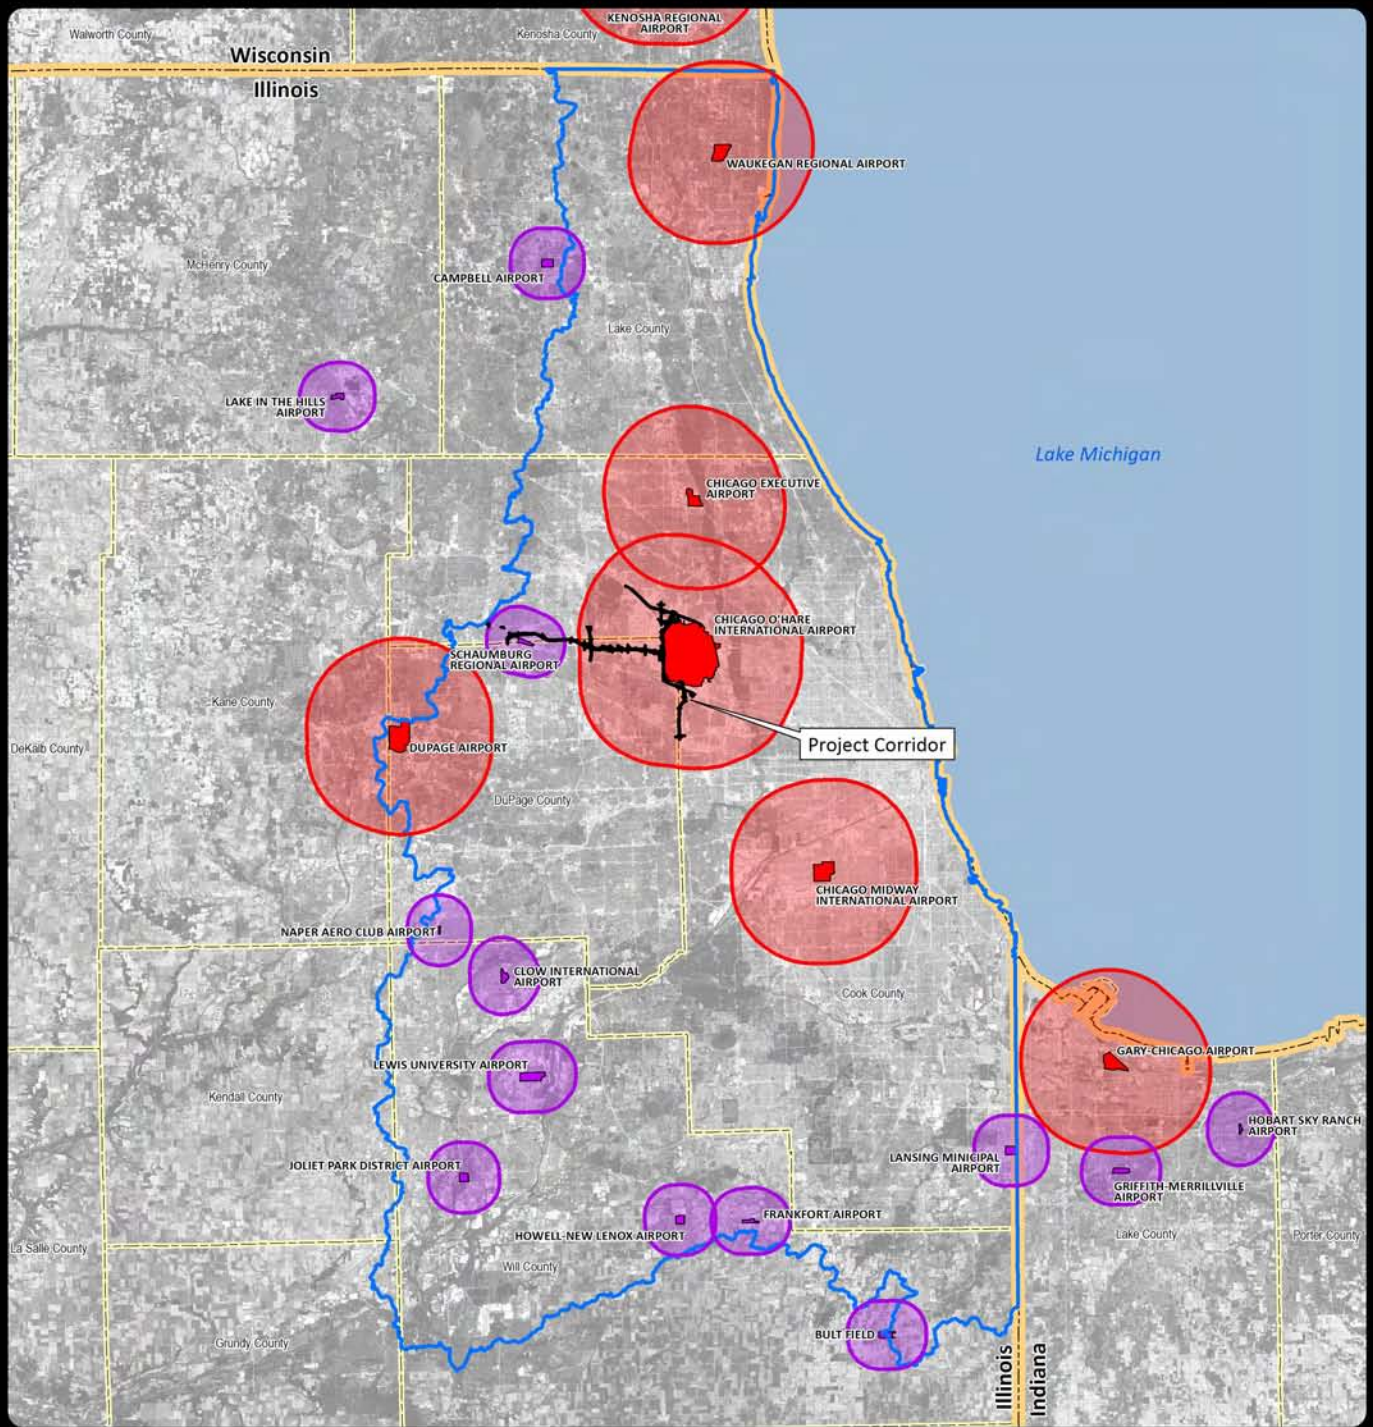 KENOSHA REGIONAL
AIRPORT
Walworth County
Kenosha County
Wisconsin
Illinois
WAUKEGAN REGIONAL AIRPORT
McHenry County
CAMPBELL AIRPORT
Lake County
LAKE IN THE HILLS
AIRPORT
Lake Michigan
CHICAGO EXECUTIVE
AIRPORT
CHICAGO O'HARE
INTERNATIONAL AIRPORT
SCHAUMBURG
REGIONAL AIRPORT
Kane County
DeKalb County
DUPAGE AIRPORT
Project Corridor
DuPage County
CHICAGO MIDWAY
INTERNATIONAL AIRPORT
NAPER AERO CLUB AIRPORT
CLOW INTERNATIONAL
AIRPORT
Cook County
GARY-CHICAGO AIRPORT
LEWIS UNIVERSITY AIRPORT
Kendall County
HOBART SKY RANCH
AIRPORT
LANSING MINICIPAL
AIRPORT
JOLIET PARK DISTRICT AIRPORT
GRIFFITH-MERRILLVILLE
AIRPORT
FRANKFORT AIRPORT
HOWELL-NEW LENOX AIRPORT
Lake County
Porter County
La Salle County
Will County
BULT FIELD
Grundy County
Illinois
Indiana